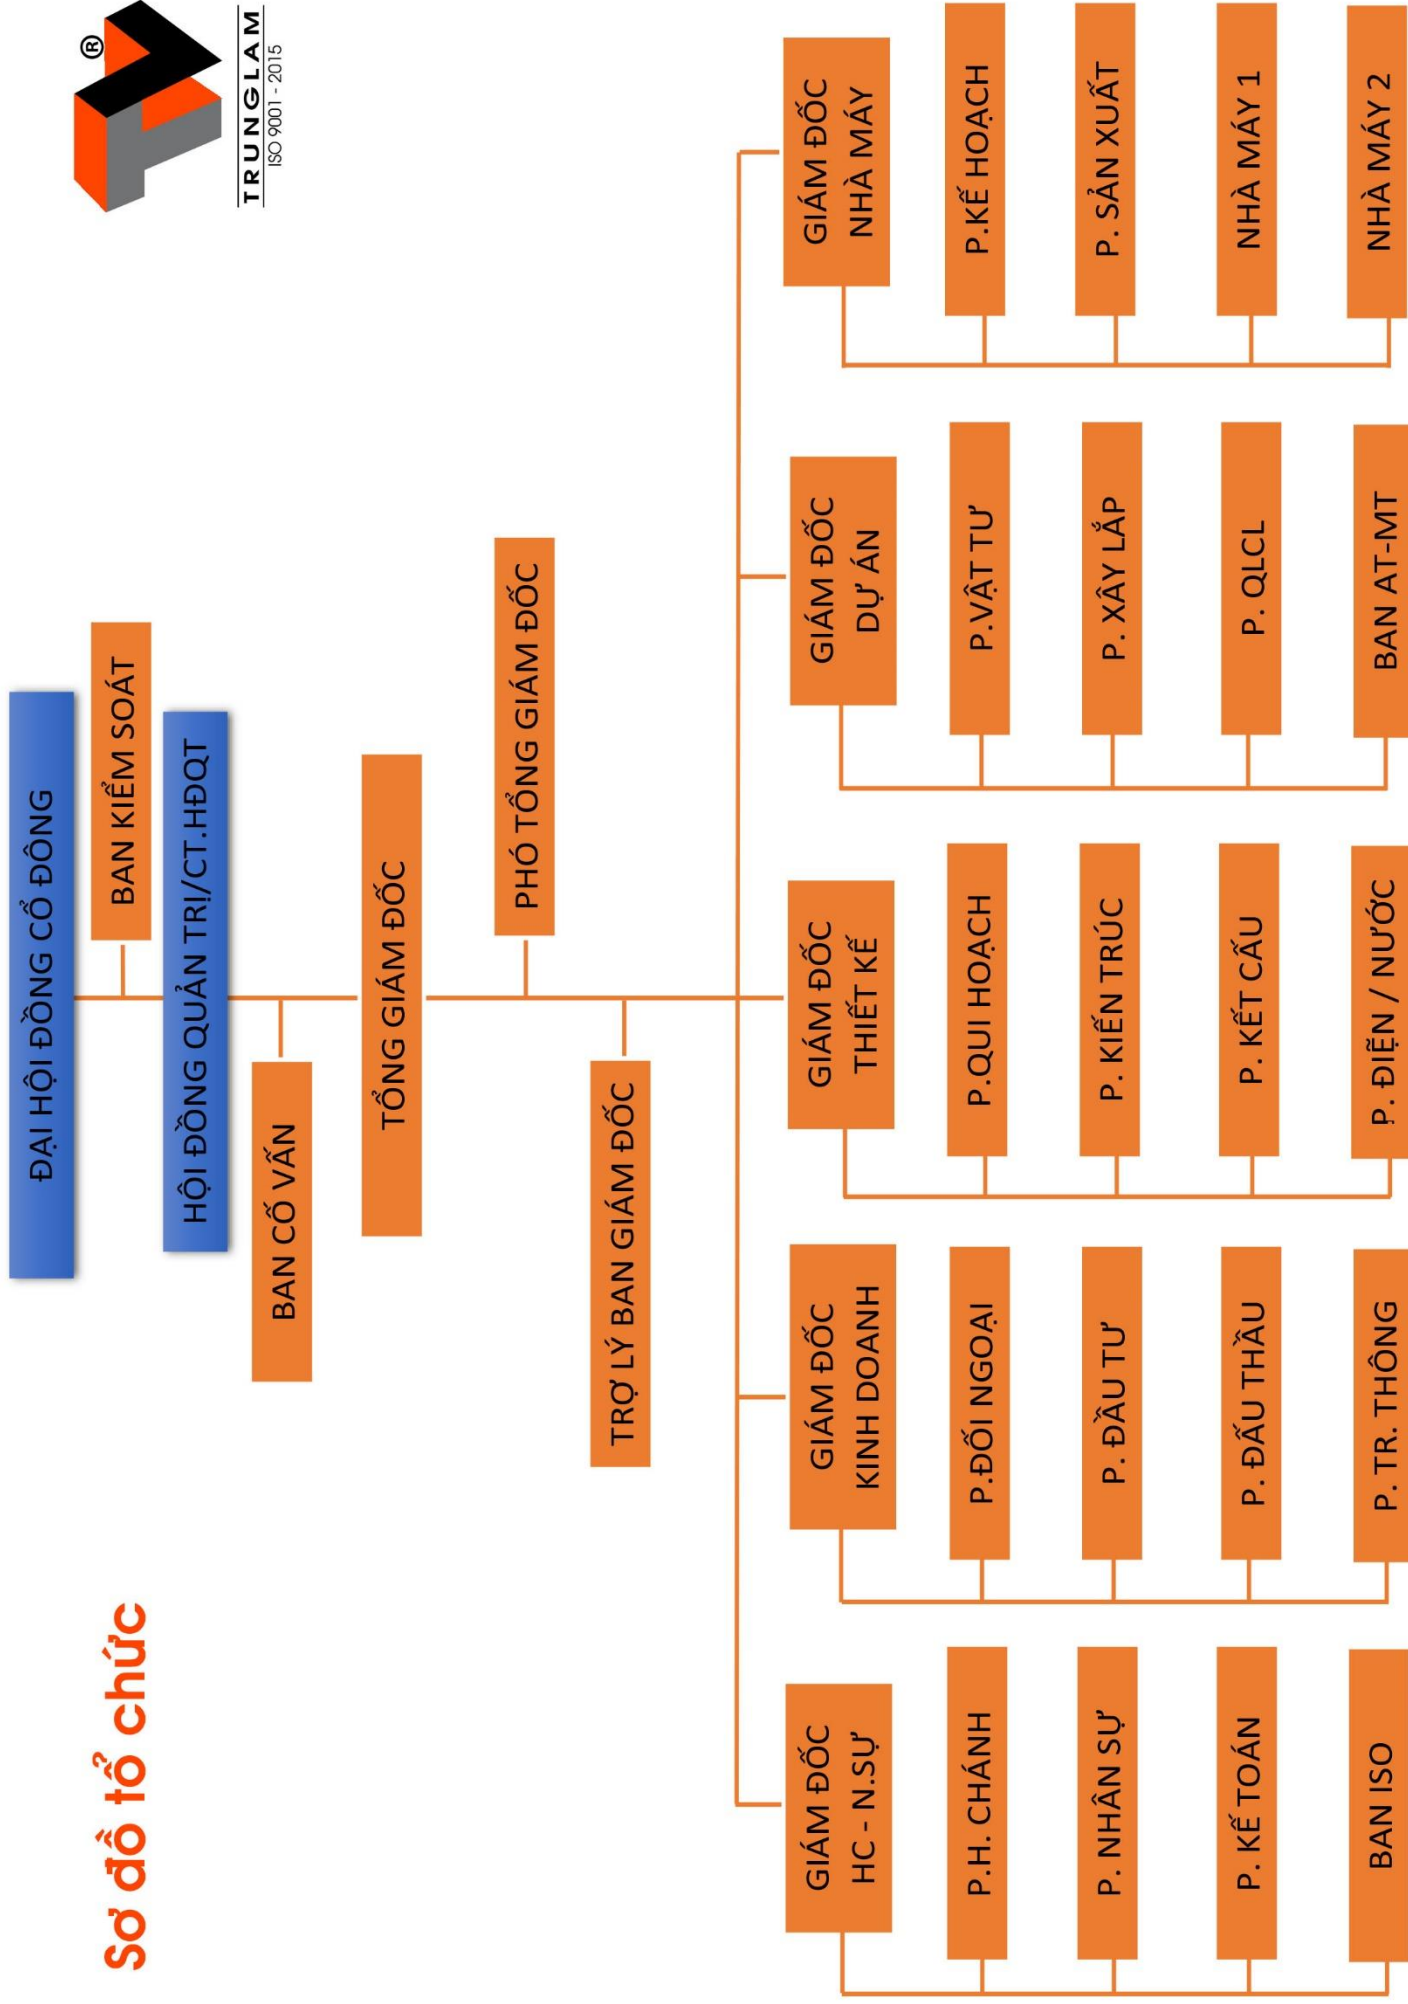 Sơ đồ tổ chức
®
TRUNGLAM
ISO 9001 - 2015
ĐẠI HỘI ĐỒNG CỔ ĐÔNG
BAN KIỂM SOÁT
HỘI ĐỒNG QUẢN TRỊ/CT.HĐQT
BAN CỐ VẤN
TỔNG GIÁM ĐỐC
PHÓ TỔNG GIÁM ĐỐC
TRỢ LÝ BAN GIÁM ĐỐC
GIÁM ĐỐC
HC - N.SỰ
P.H. CHÁNH
P. NHÂN SỰ
P. KẾ TOÁN
BAN ISO
GIÁM ĐỐC
KINH DOANH
P.ĐỐI NGOẠI
P. ĐẦU TƯ
P. ĐẤU THẦU
P. TR. THÔNG
GIÁM ĐỐC
THIẾT KẾ
P.QUI HOẠCH
P. KIẾN TRÚC
P. KẾT CẤU
P. ĐIỆN / NƯỚC
GIÁM ĐỐC
DỰ ÁN
P.VẬT TƯ
P. XÂY LẮP
P. QLCL
BAN AT-MT
GIÁM ĐỐC
NHÀ MÁY
P.KẾ HOẠCH
P. SẢN XUẤT
NHÀ MÁY 1
NHÀ MÁY 2